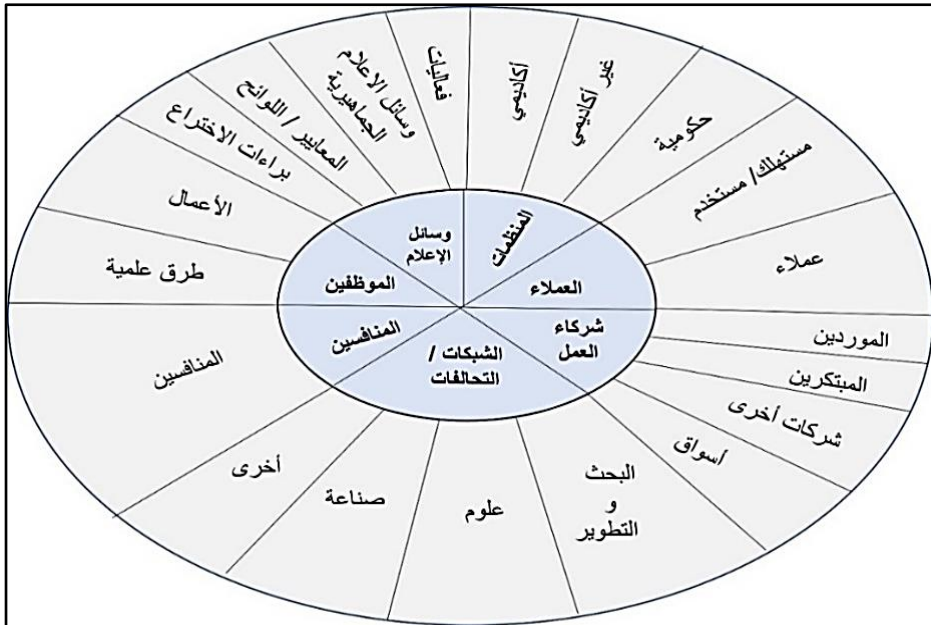 فعاليات
أكاديمي
غير أكاديمي
حكومية
مستهلك/ مستخدم
عملاء
الموردين
المبتكرين
شركات أخرى
أسواق
البحث
و
التطوير
علوم
صناعة
أخرى
المنافسين
طرق علمية
الأعمال
براءات الاختراع
المعايير / اللوائح
وسائل الاعلام
الجماهيرية
المنظمات
العملاء
شركاء
العمل
الشبكات /
التحالفات
المنافسين
الموظفين
وسائل
الإعلام